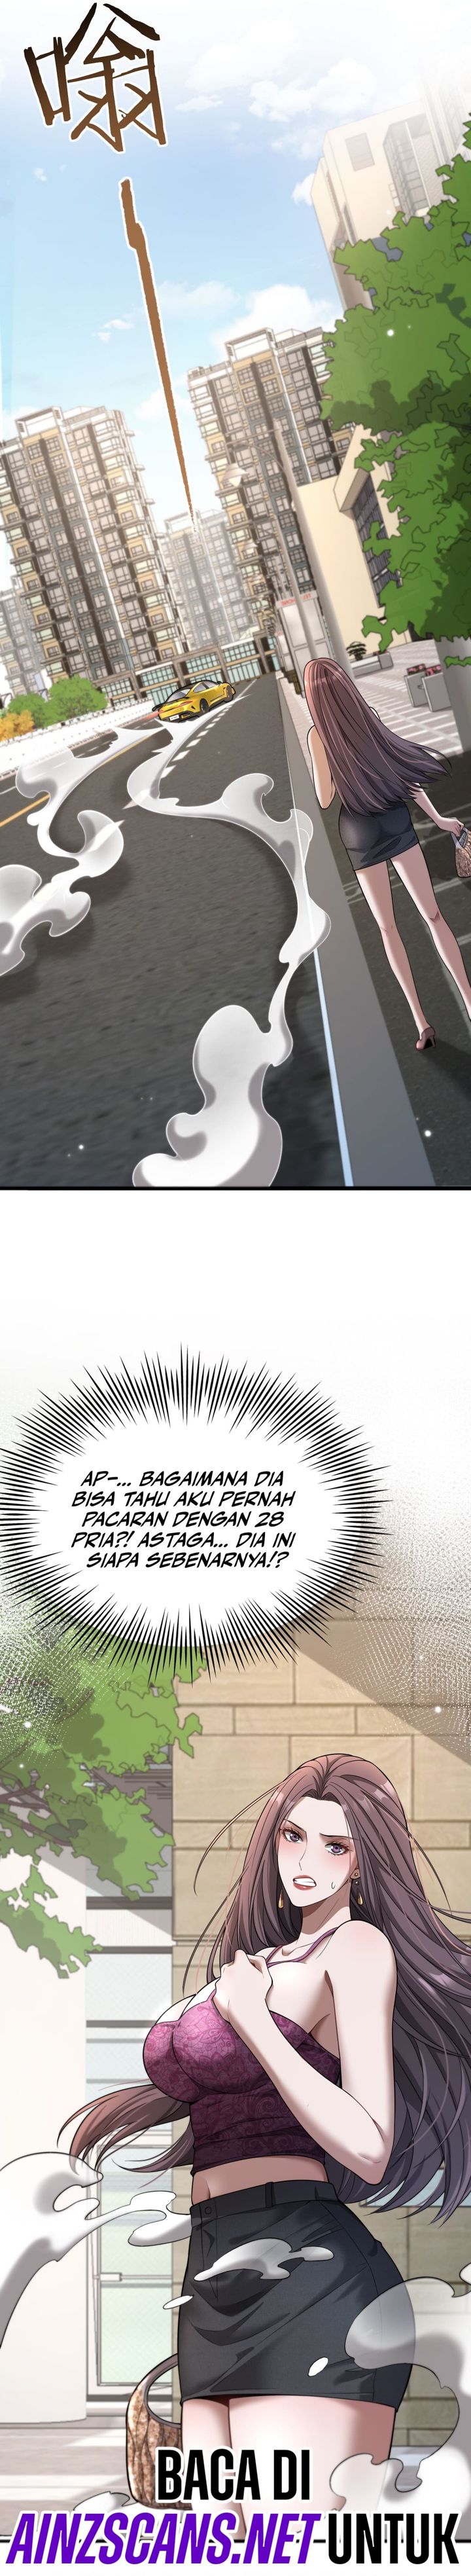 嗡
AP-... BAGAIMANA DIA
BISA TAHU AKU PERNAH
PACARAN DENGAN 28
PRIA?! ASTAGA... DIA INI
SIAPA SEBENARNYA!?
BACA DI
AINZSCANS.NET UNTUK